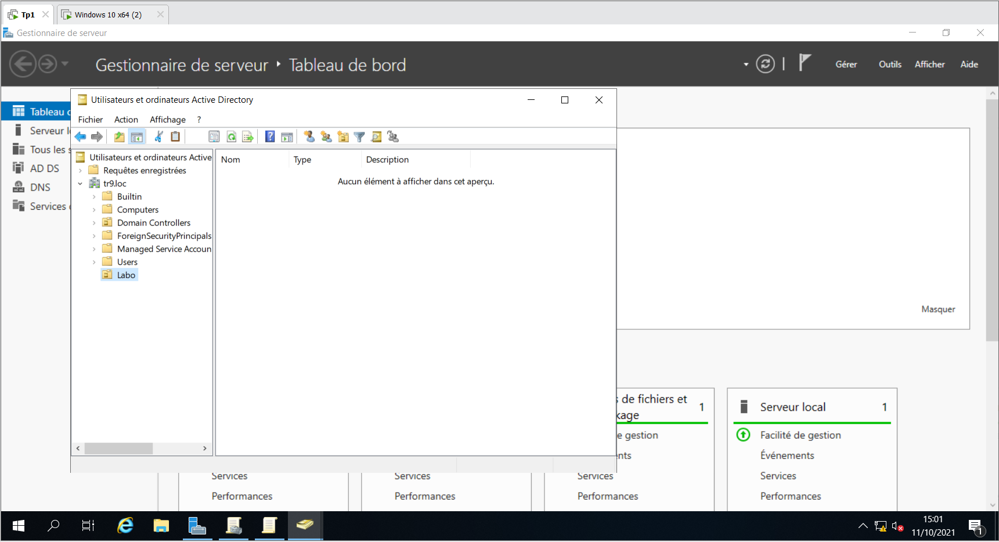 Tp1
Windows 10 x64 (2)
Gestionnaire de serveur
Gestionnaire de serveur ‣ Tableau de bord
Gérer Outils Afficher Aide
Utilisateurs et ordinateurs Active Directory
Fichier Action Affichage ?
Tableau
Serveur
Tous les
AD DS
DNS
Services
Utilisateurs et ordinateurs Active
Requêtes enregistrées
tr9.loc
Builtin
Computers
Domain Controllers
ForeignSecurityPrincipals
Managed Service Accoun
Users
Labo
Nom Type Description
Aucun élément à afficher dans cet aperçu.
Masquer
s de fichiers et
kage
1
e gestion
nts
Services
Performances
Services
Performances
Services
Performances
Serveur local 1
Facilité de gestion
Événements
Services
Performances
15:01
11/10/2021
1